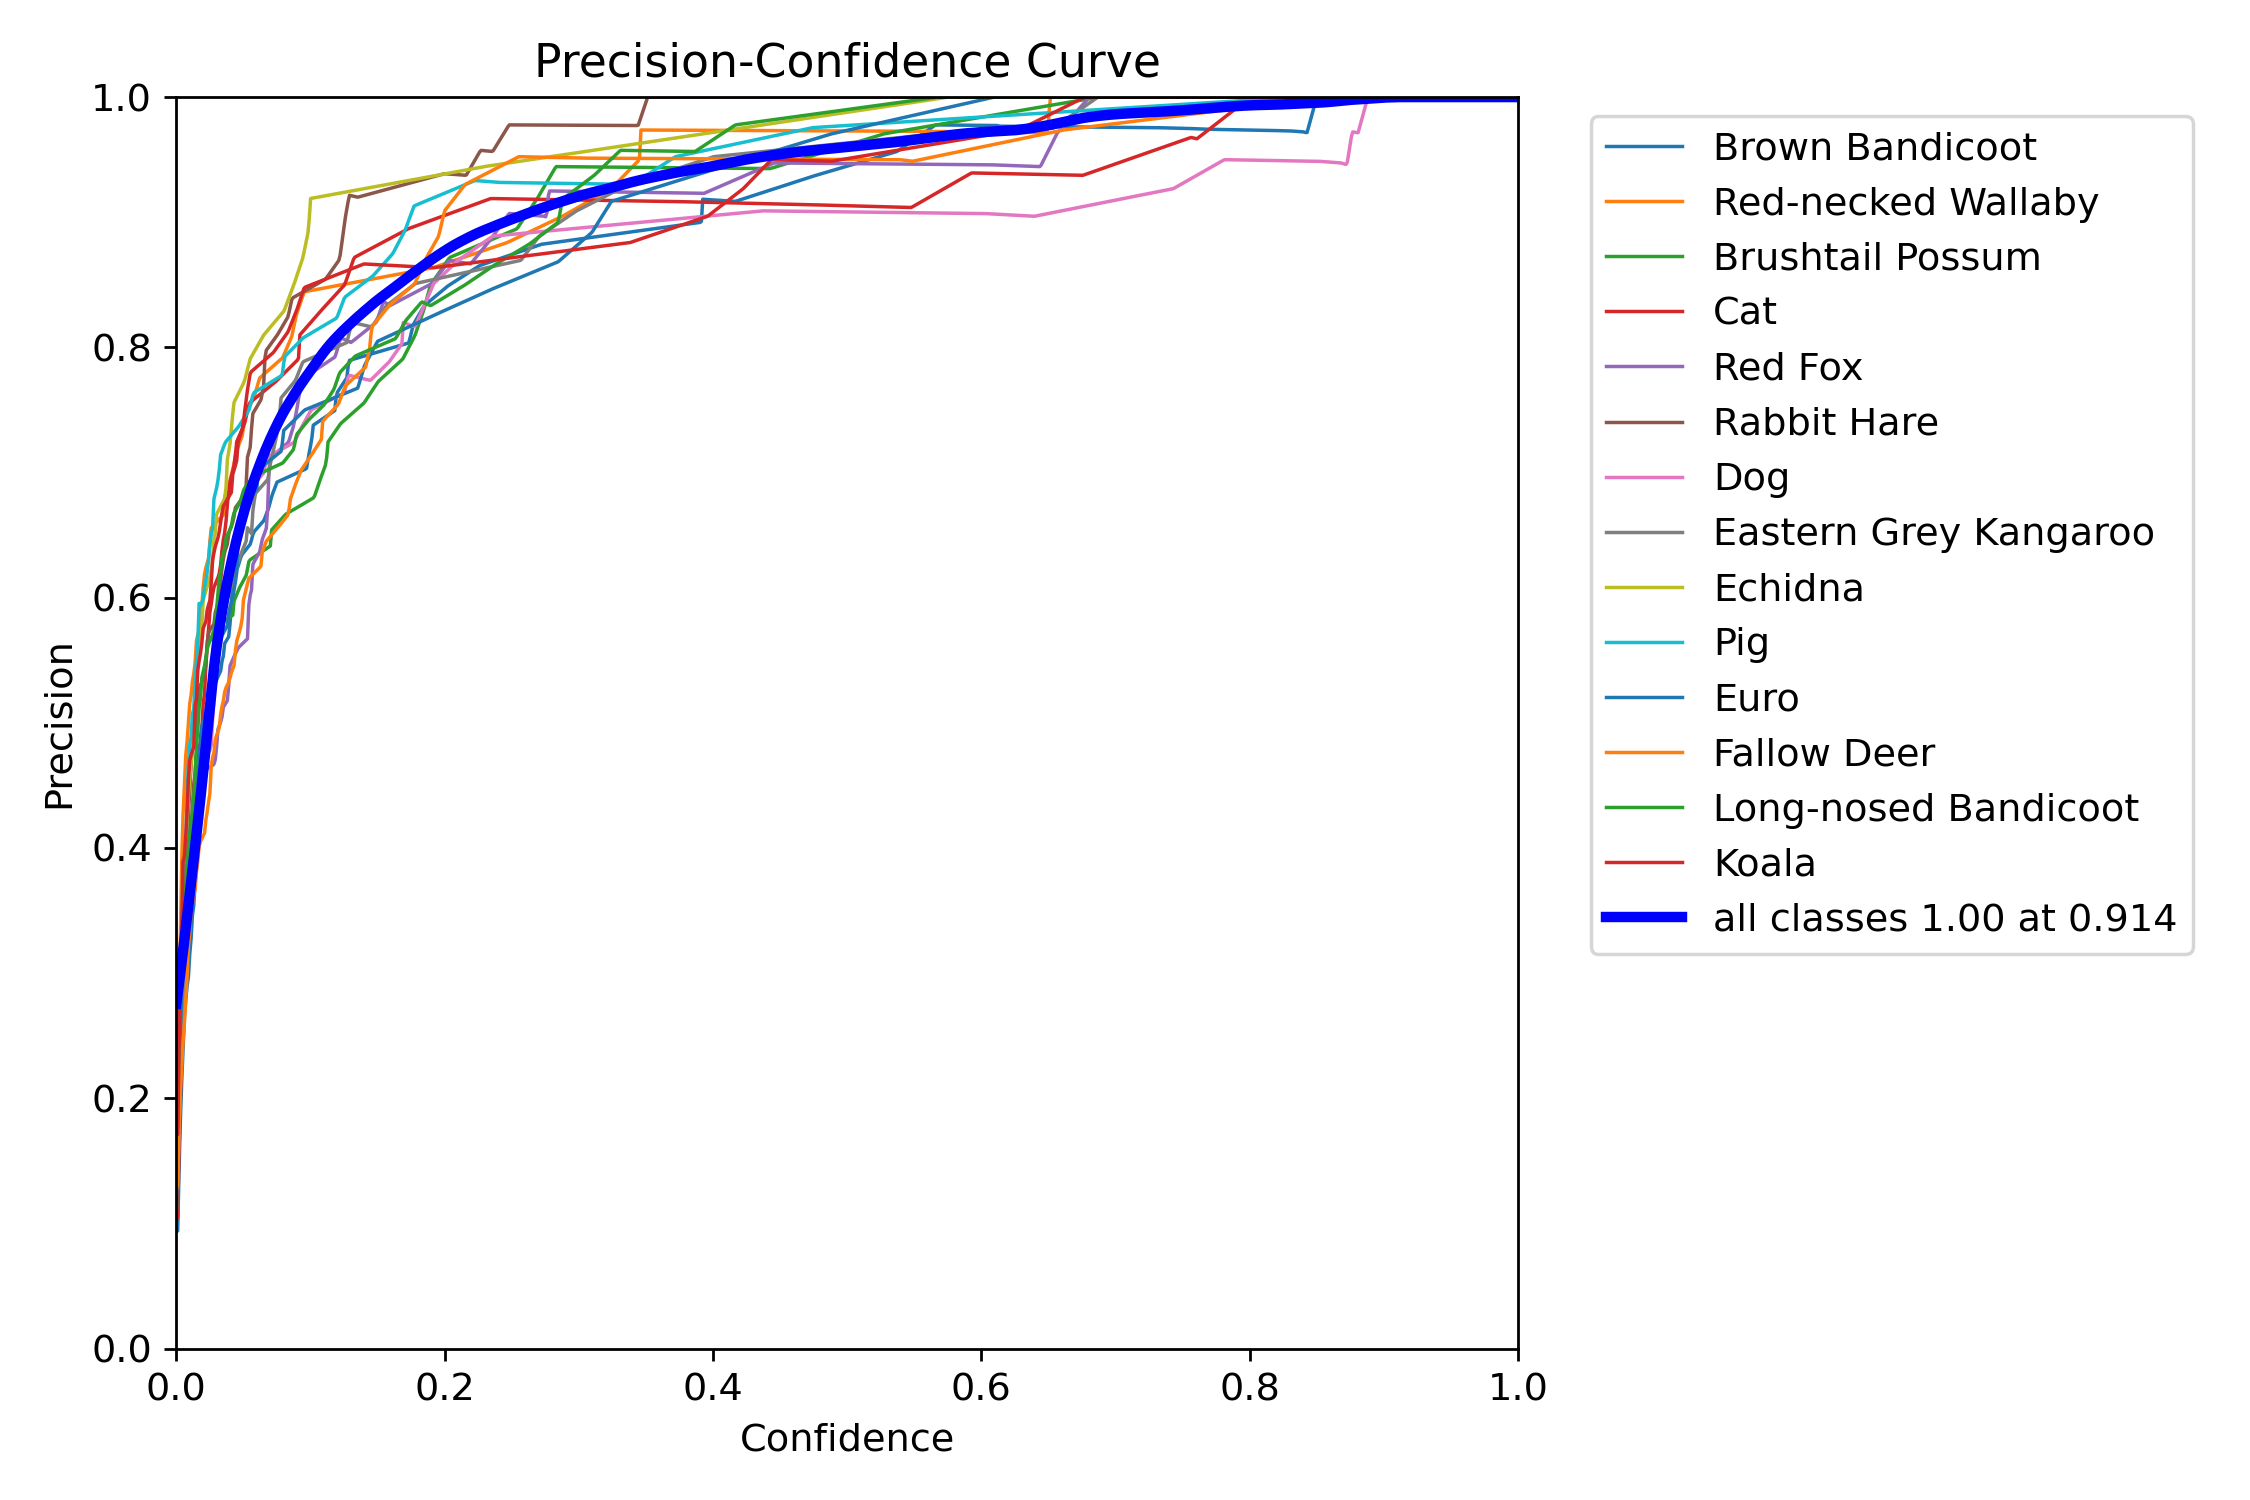 Precision-Confidence Curve
1.0
0.8
0.6
0.4
0.2
0.0
Precision
0.0 0.2 0.4 0.6 0.8 1.0
Confidence
Brown Bandicoot
Red-necked Wallaby
Brushtail Possum
Cat
Red Fox
Rabbit Hare
Dog
Eastern Grey Kangaroo
Echidna
Pig
Euro
Fallow Deer
Long-nosed Bandicoot
Koala
all classes 1.00 at 0.914